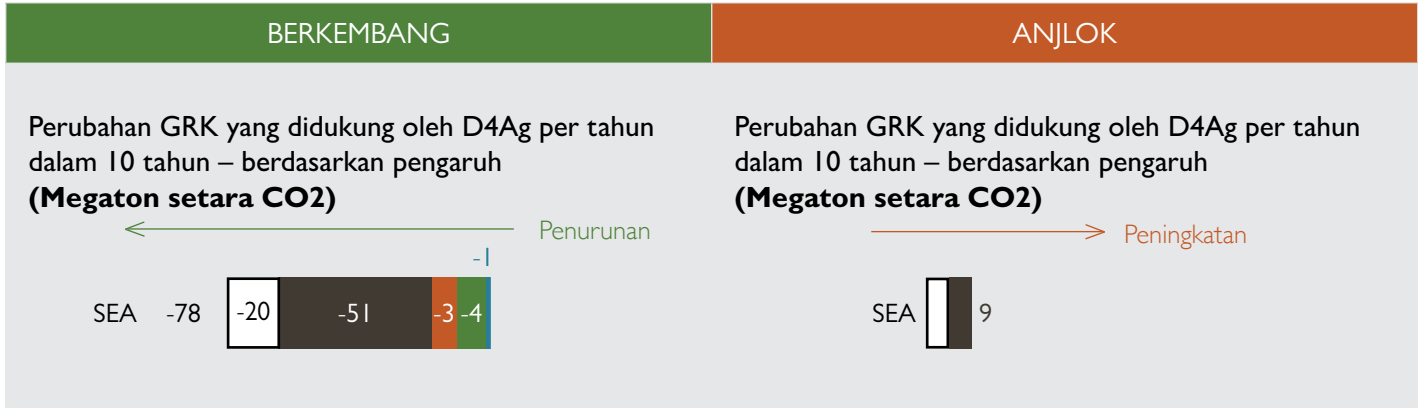 BERKEMBANG
ANJLOK
Perubahan GRK yang didukung oleh D4Ag per tahun
dalam 10 tahun – berdasarkan pengaruh
(Megaton setara CO2)
Penurunan
-1
SEA -78 -20 -51 -3 -4
Perubahan GRK yang didukung oleh D4Ag per tahun
dalam 10 tahun – berdasarkan pengaruh
(Megaton setara CO2)
Peningkatan
SEA 9